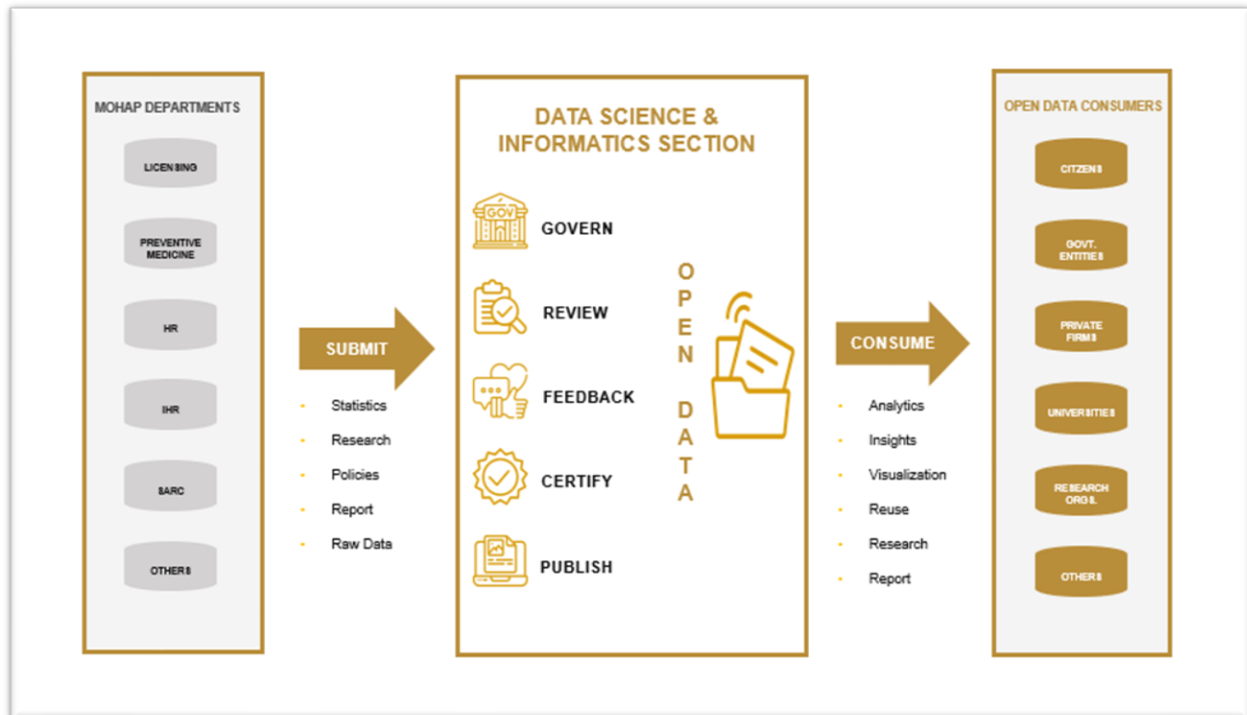 MOHAP DEPARTMENTS
LICENSING
PREVENTIVE
MEDICINE
HR
IHR
SARC
OTHERS
SUBMIT
Statistics
Research
Policies
Report
Raw Data
DATA SCIENCE &
INFORMATICS SECTION
GOV
GOVERN
REVIEW
FEEDBACK
CERTIFY
PUBLISH
OPEN DATA
CONSUME
Analytics
Insights
Visualization
Reuse
Research
Report
OPEN DATA CONSUMERS
CITZENS
GOVT.
ENTITIES
PRIVATE
FIRMS
UNIVERSITIES
RESEARCH
ORGS.
OTHERS